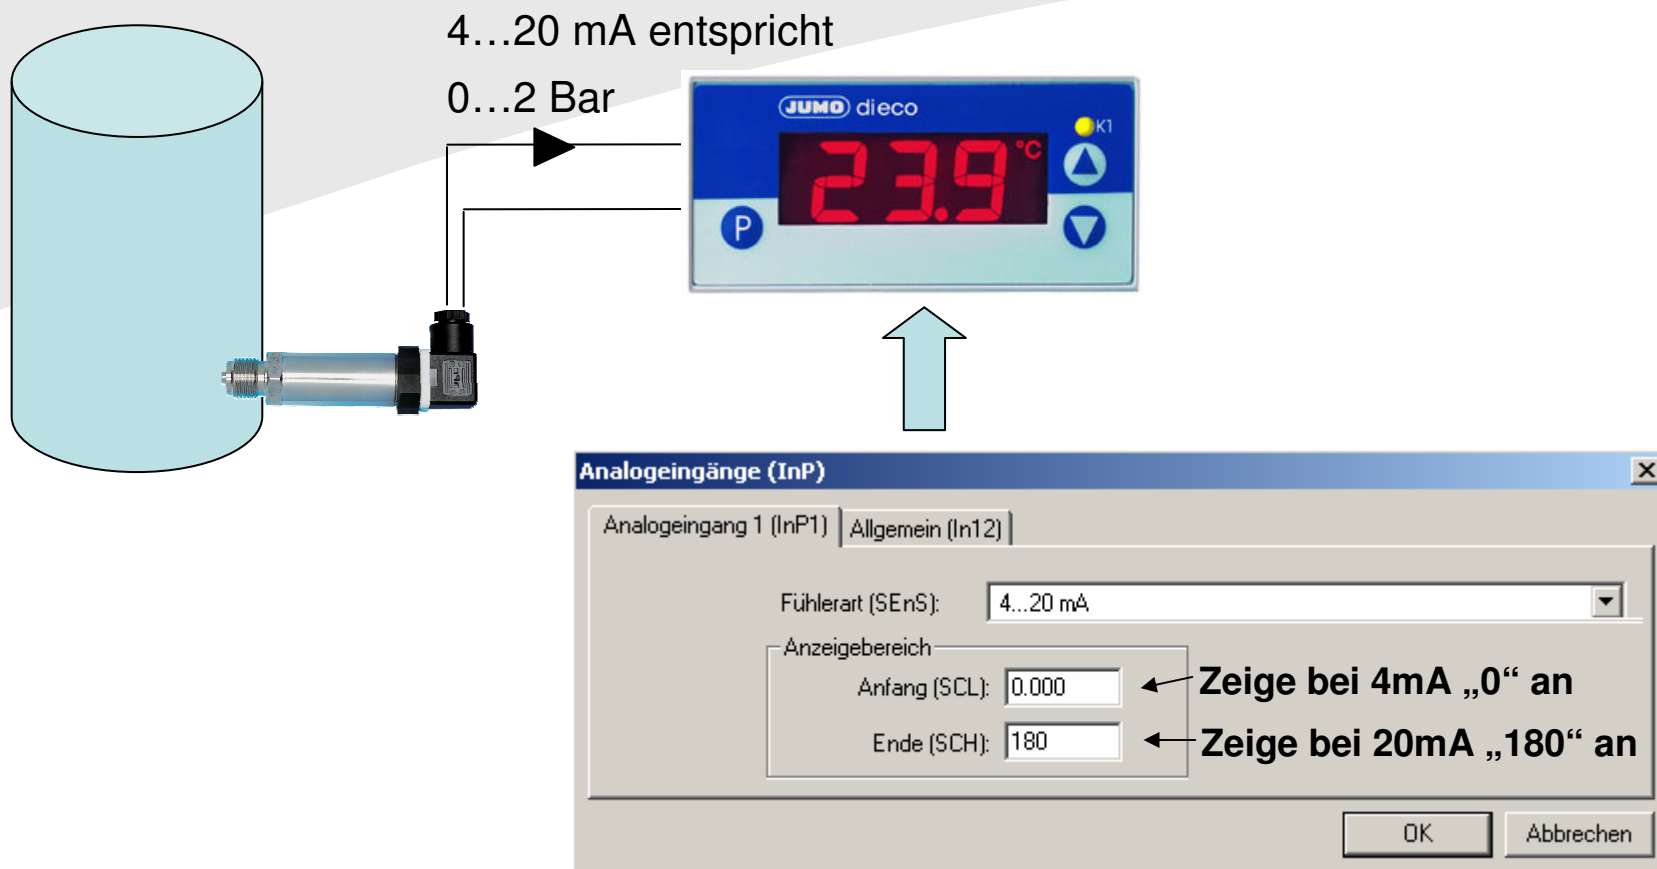 4…20 mA entspricht
0…2 Bar
JUMO dieco
K1
23.9 °C
P
Analogeingänge (InP)
Analogeingang 1 (InP1) Allgemein (In12)
Fühlerart (SEnS): 4...20 mA
Anzeigebereich
Anfang (SCL): 0.000 Zeige bei 4mA „0“ an
Ende (SCH): 180 Zeige bei 20mA „180“ an
OK Abbrechen